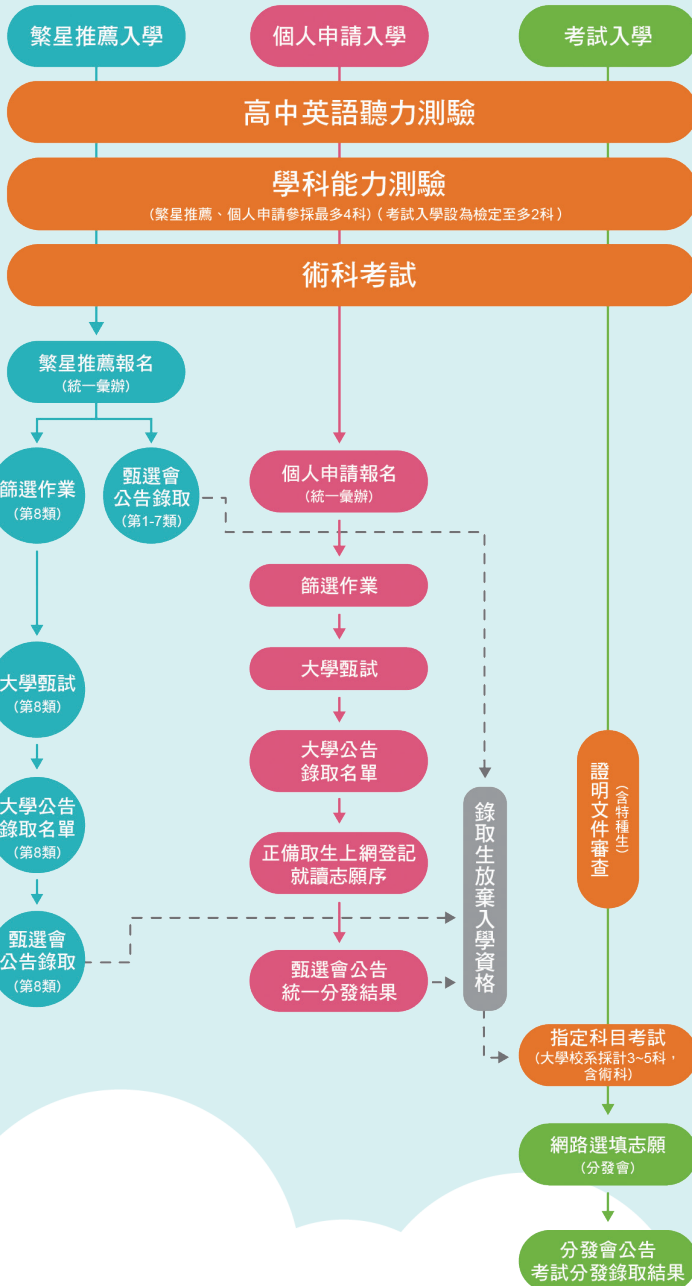 繁星推薦入學
個人申請入學
考試入學
高中英語聽力測驗
學科能力測驗
(繁星推薦、個人申請參採最多4科)(考試入學設為檢定至多2科)
術科考試
繁星推薦報名
(統一彙辦)
篩選作業
(第8類)
甄選會
公告錄取
(第1-7類)
個人申請報名
(統一彙辦)
篩選作業
大學甄試
(第8類)
大學甄試
大學公告
錄取名單
證明文件審查
(含特種生)
大學公告
錄取名單
(第8類)
錄取生放棄入學資格
正備取生上網登記
就讀志願序
甄選會
公告錄取
(第8類)
甄選會公告
統一分發結果
指定科目考試
(大學校系採計3~5科,
含術科)
網路選填志願
(分發會)
分發會公告
考試分發錄取結果